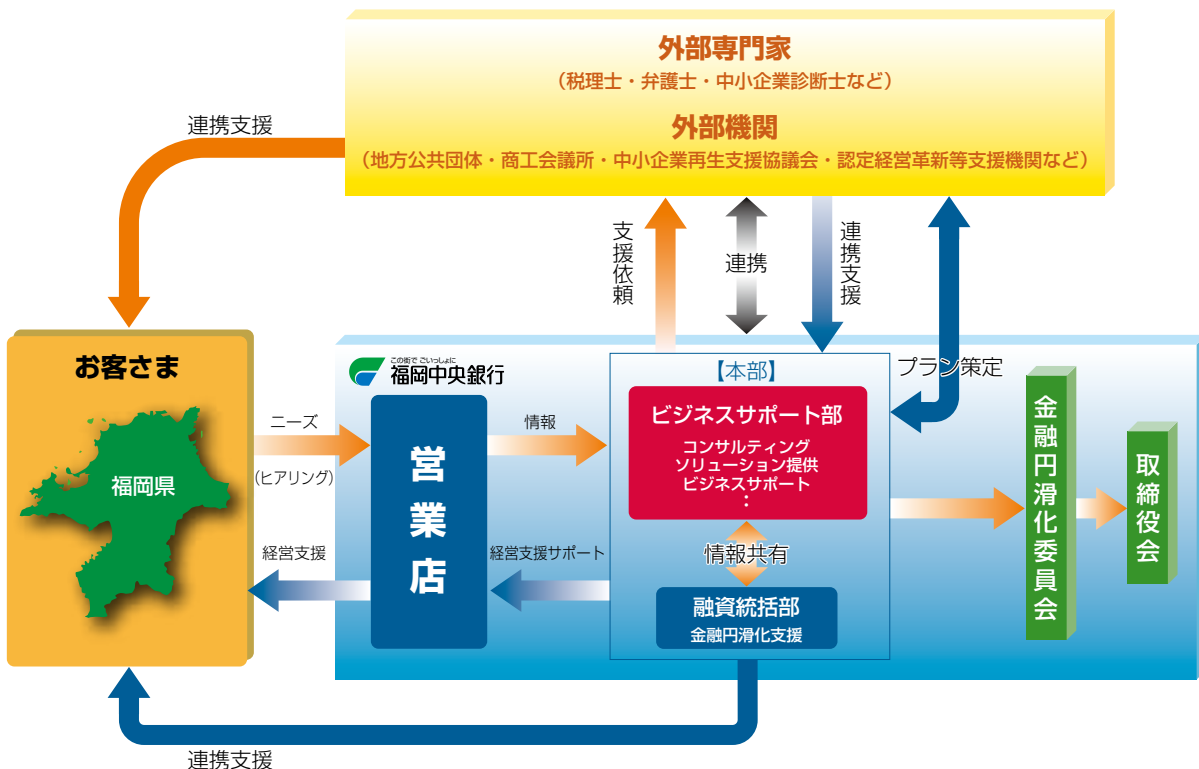 外部専門家
（税理士・弁護士・中小企業診断士など）
外部機関
（地方公共団体・商工会議所・中小企業再生支援協議会・認定経営革新等支援機関など）
連携支援
支援依頼
連携
連携支援
プラン策定
お客さま
福岡県
ニーズ
（ヒアリング）
経営支援
この街で ごいっしょに
福岡中央銀行
営業店
情報
経営支援サポート
【本部】
ビジネスサポート部
コンサルティング
ソリューション提供
ビジネスサポート
：
情報共有
融資統括部
金融円滑化支援
金融円滑化委員会
取締役会
連携支援